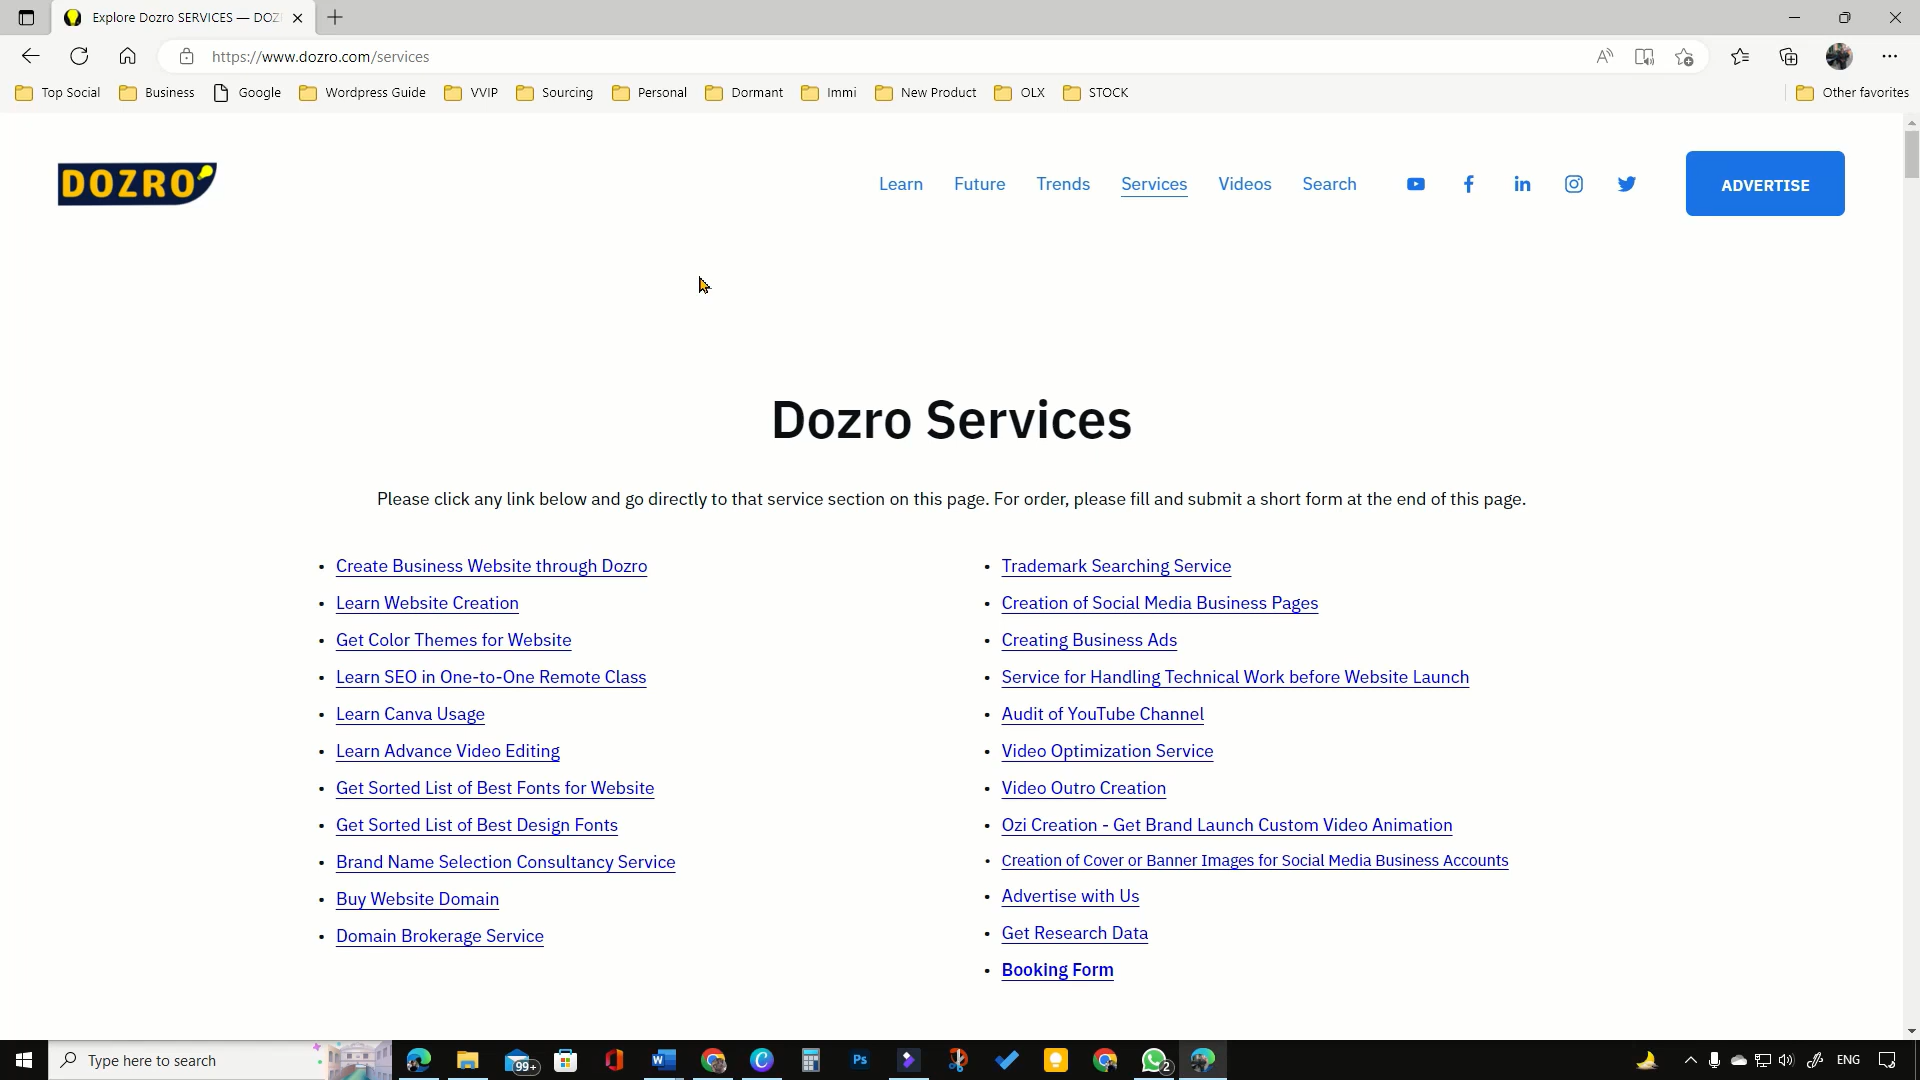 Explore Dozro SERVICES — DOZ
https://www.dozro.com/services
Top Social Business Google Wordpress Guide VVIP Sourcing Personal Dormant Immi New Product OLX STOCK Other favorites
DOZRO
Learn Future Trends Services Videos Search
ADVERTISE
Dozro Services
Please click any link below and go directly to that service section on this page. For order, please fill and submit a short form at the end of this page.
• Create Business Website through Dozro
• Learn Website Creation
• Get Color Themes for Website
• Learn SEO in One-to-One Remote Class
• Learn Canva Usage
• Learn Advance Video Editing
• Get Sorted List of Best Fonts for Website
• Get Sorted List of Best Design Fonts
• Brand Name Selection Consultancy Service
• Buy Website Domain
• Domain Brokerage Service
• Trademark Searching Service
• Creation of Social Media Business Pages
• Creating Business Ads
• Service for Handling Technical Work before Website Launch
• Audit of YouTube Channel
• Video Optimization Service
• Video Outro Creation
• Ozi Creation - Get Brand Launch Custom Video Animation
• Creation of Cover or Banner Images for Social Media Business Accounts
• Advertise with Us
• Get Research Data
• Booking Form
Type here to search 99+ W C Ps 2 ENG